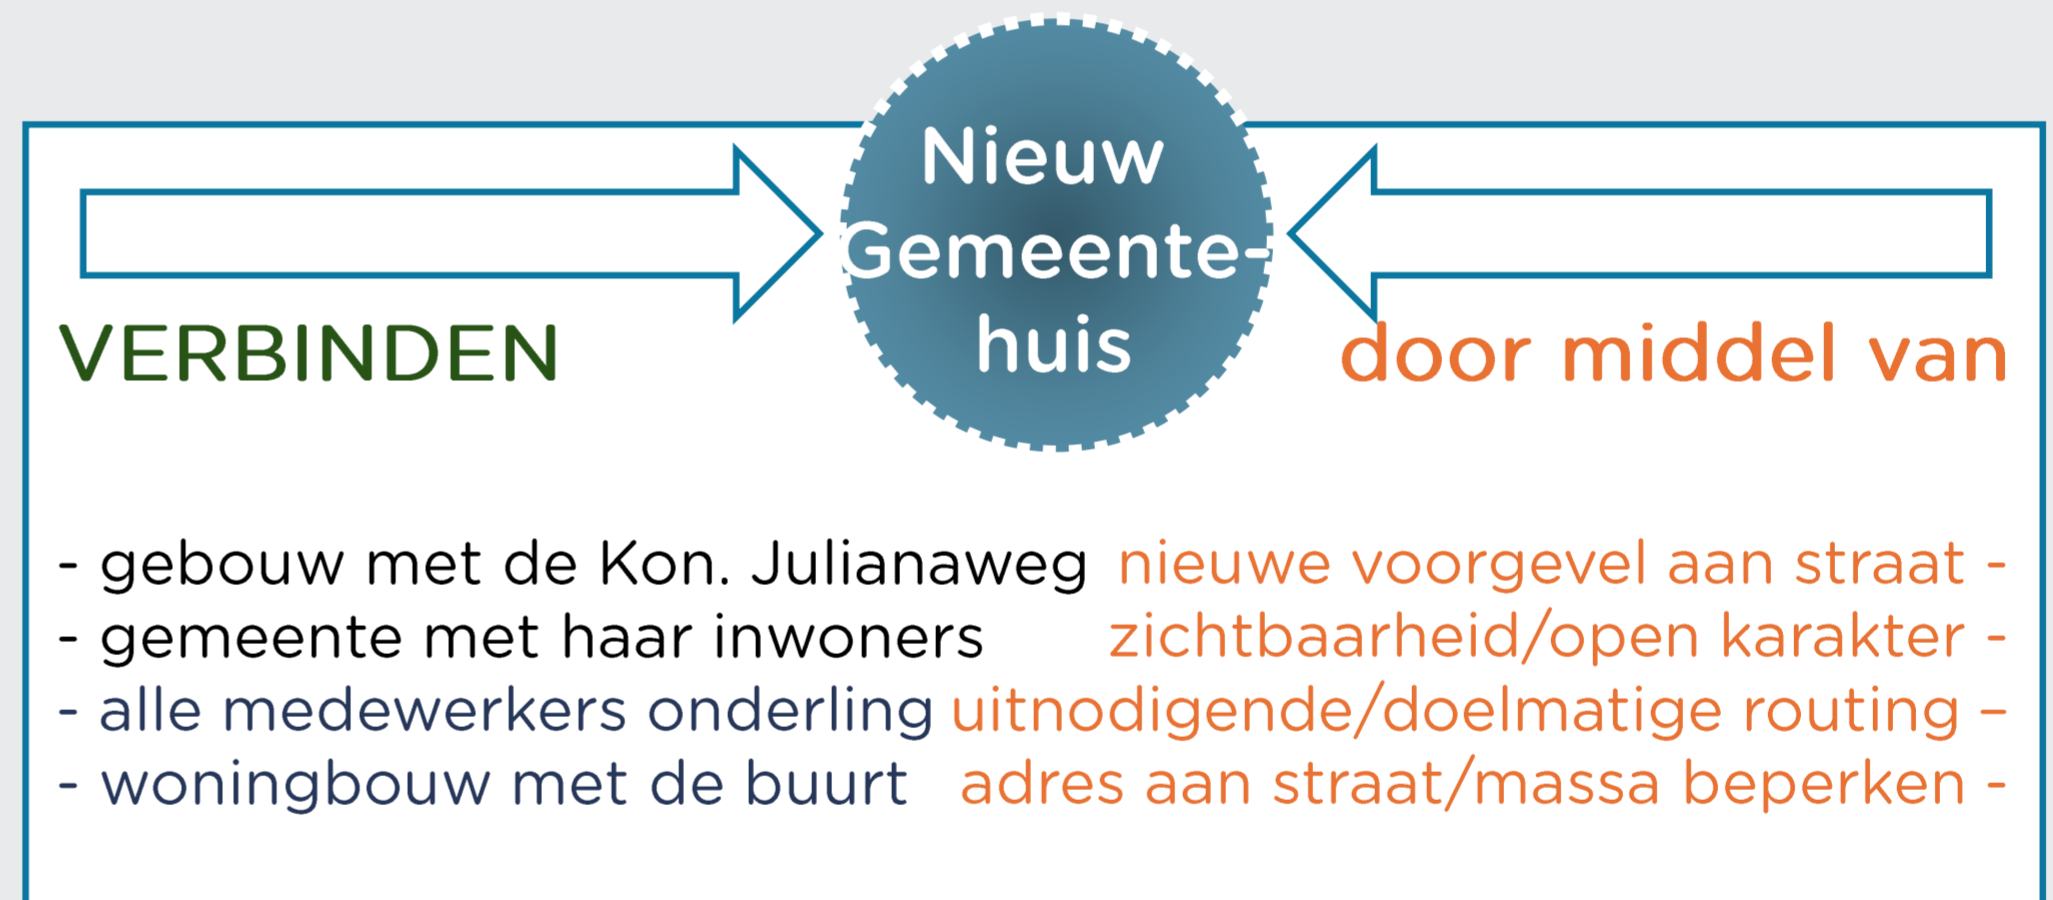 Nieuw
Gemeente-
huis
VERBINDEN
door middel van
- gebouw met de Kon. Julianaweg nieuwe voorgevel aan straat -
- gemeente met haar inwoners zichtbaarheid/open karakter -
- alle medewerkers onderling uitnodigende/doelmatige routing –
- woningbouw met de buurt adres aan straat/massa beperken -